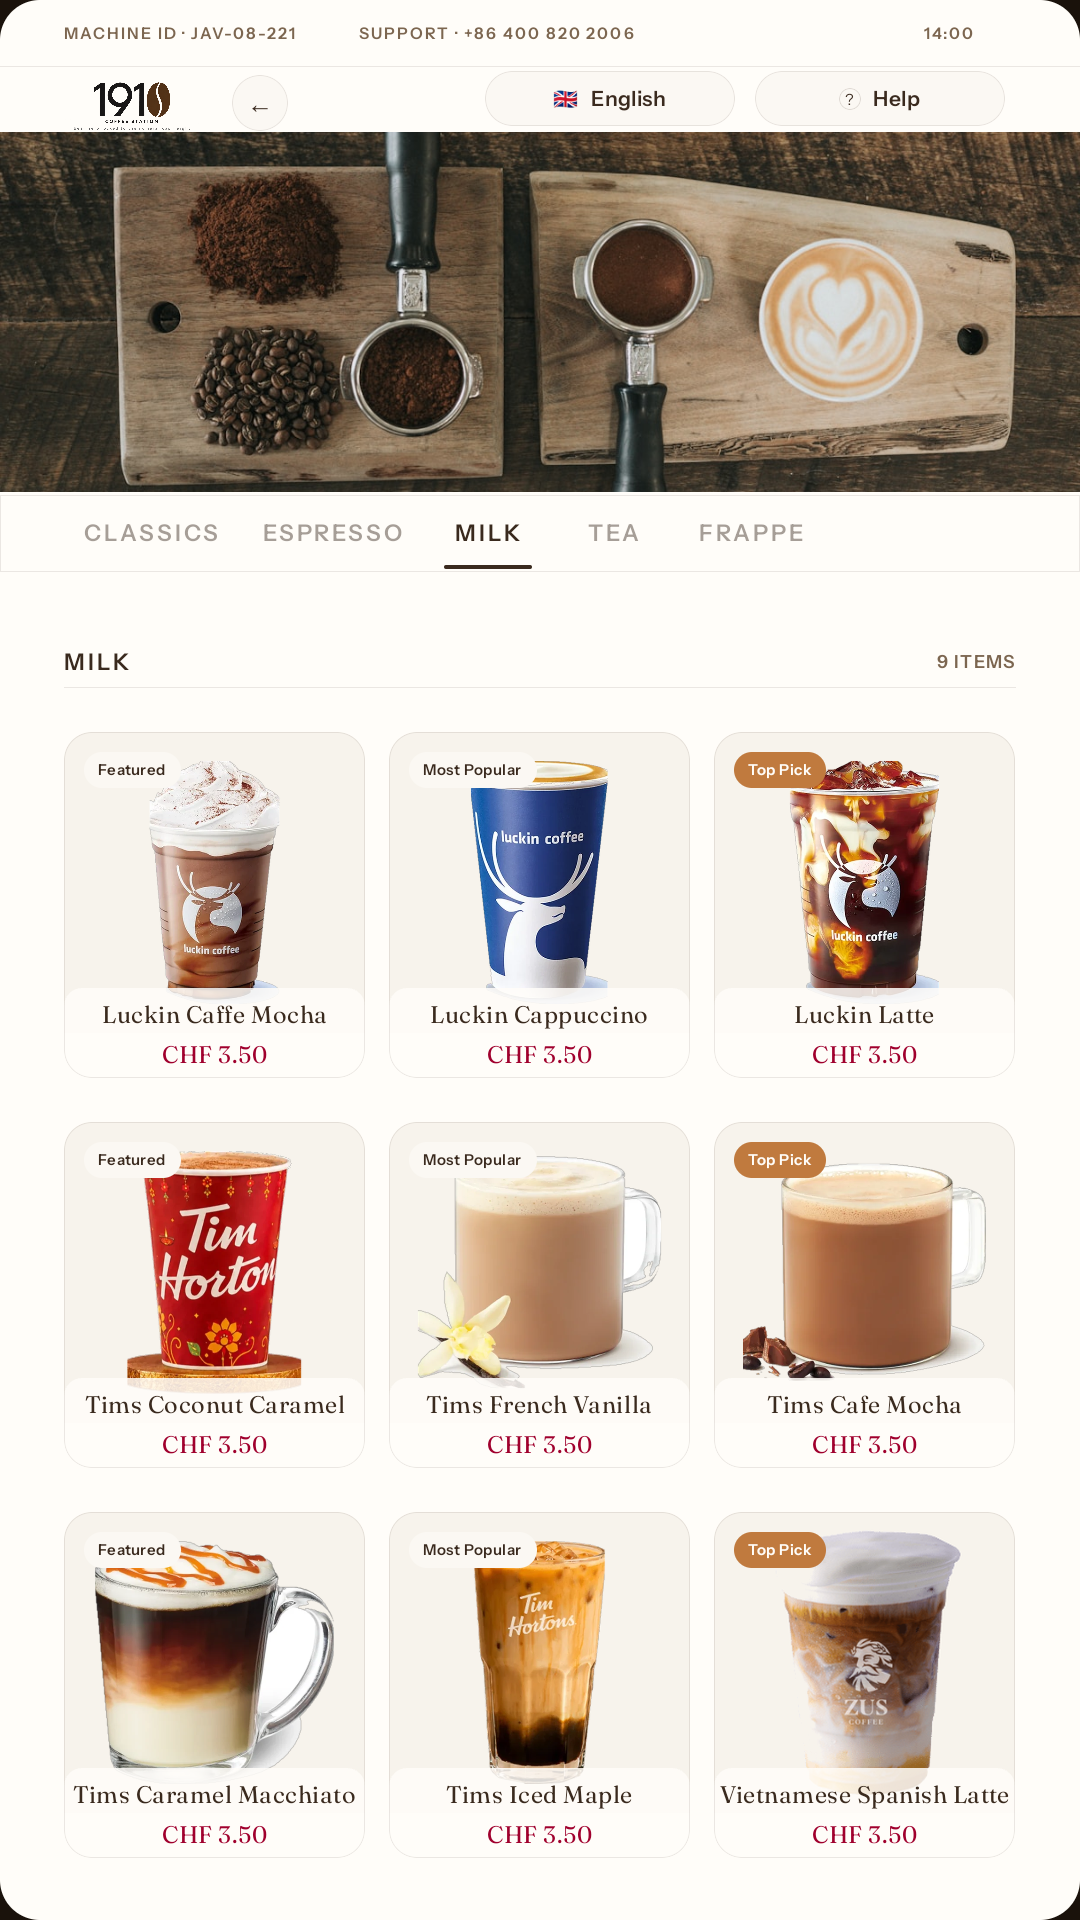 MACHINE ID · JAV-08-221 SUPPORT · +86 400 820 2006 14:00
1910
COFFEE STATION
←
English
? Help
CLASSICS ESPRESSO MILK TEA FRAPPE
MILK
9 ITEMS
Featured
luckin coffee
Luckin Caffe Mocha
CHF 3.50
Most Popular
luckin coffee
Luckin Cappuccino
CHF 3.50
Top Pick
luckin coffee
Luckin Latte
CHF 3.50
Featured
Tim
Horton
Tims Coconut Caramel
CHF 3.50
Most Popular
Tims French Vanilla
CHF 3.50
Top Pick
Tims Cafe Mocha
CHF 3.50
Featured
Tims Caramel Macchiato
CHF 3.50
Most Popular
Tim
Hortons
Tims Iced Maple
CHF 3.50
Top Pick
ZUS
COFFEE
Vietnamese Spanish Latte
CHF 3.50